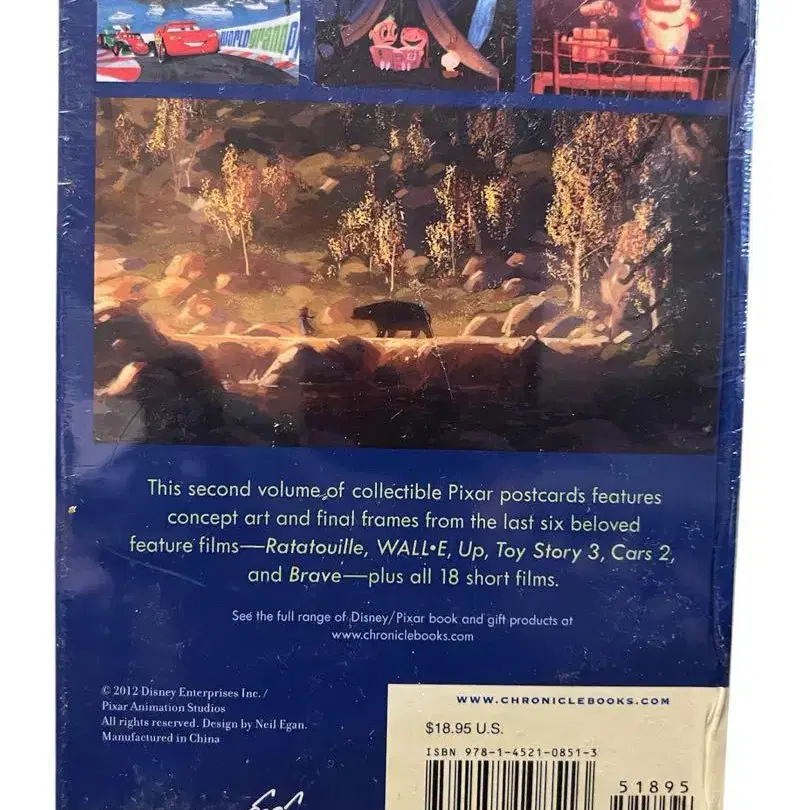 WORLD GRAND P
This second volume of collectible Pixar postcards features
concept art and final frames from the last six beloved
feature films—Ratatouille, WALL•E, Up, Toy Story 3, Cars 2,
and Brave—plus all 18 short films.
See the full range of Disney/Pixar book and gift products at
www.chroniclebooks.com
© 2012 Disney Enterprises Inc. /
Pixar Animation Studios
All rights reserved. Design by Neil Egan.
Manufactured in China
WWW.CHRONICLEBOOKS.COM
$18.95 U.S.
ISBN 978-1-4521-0851-3
51895